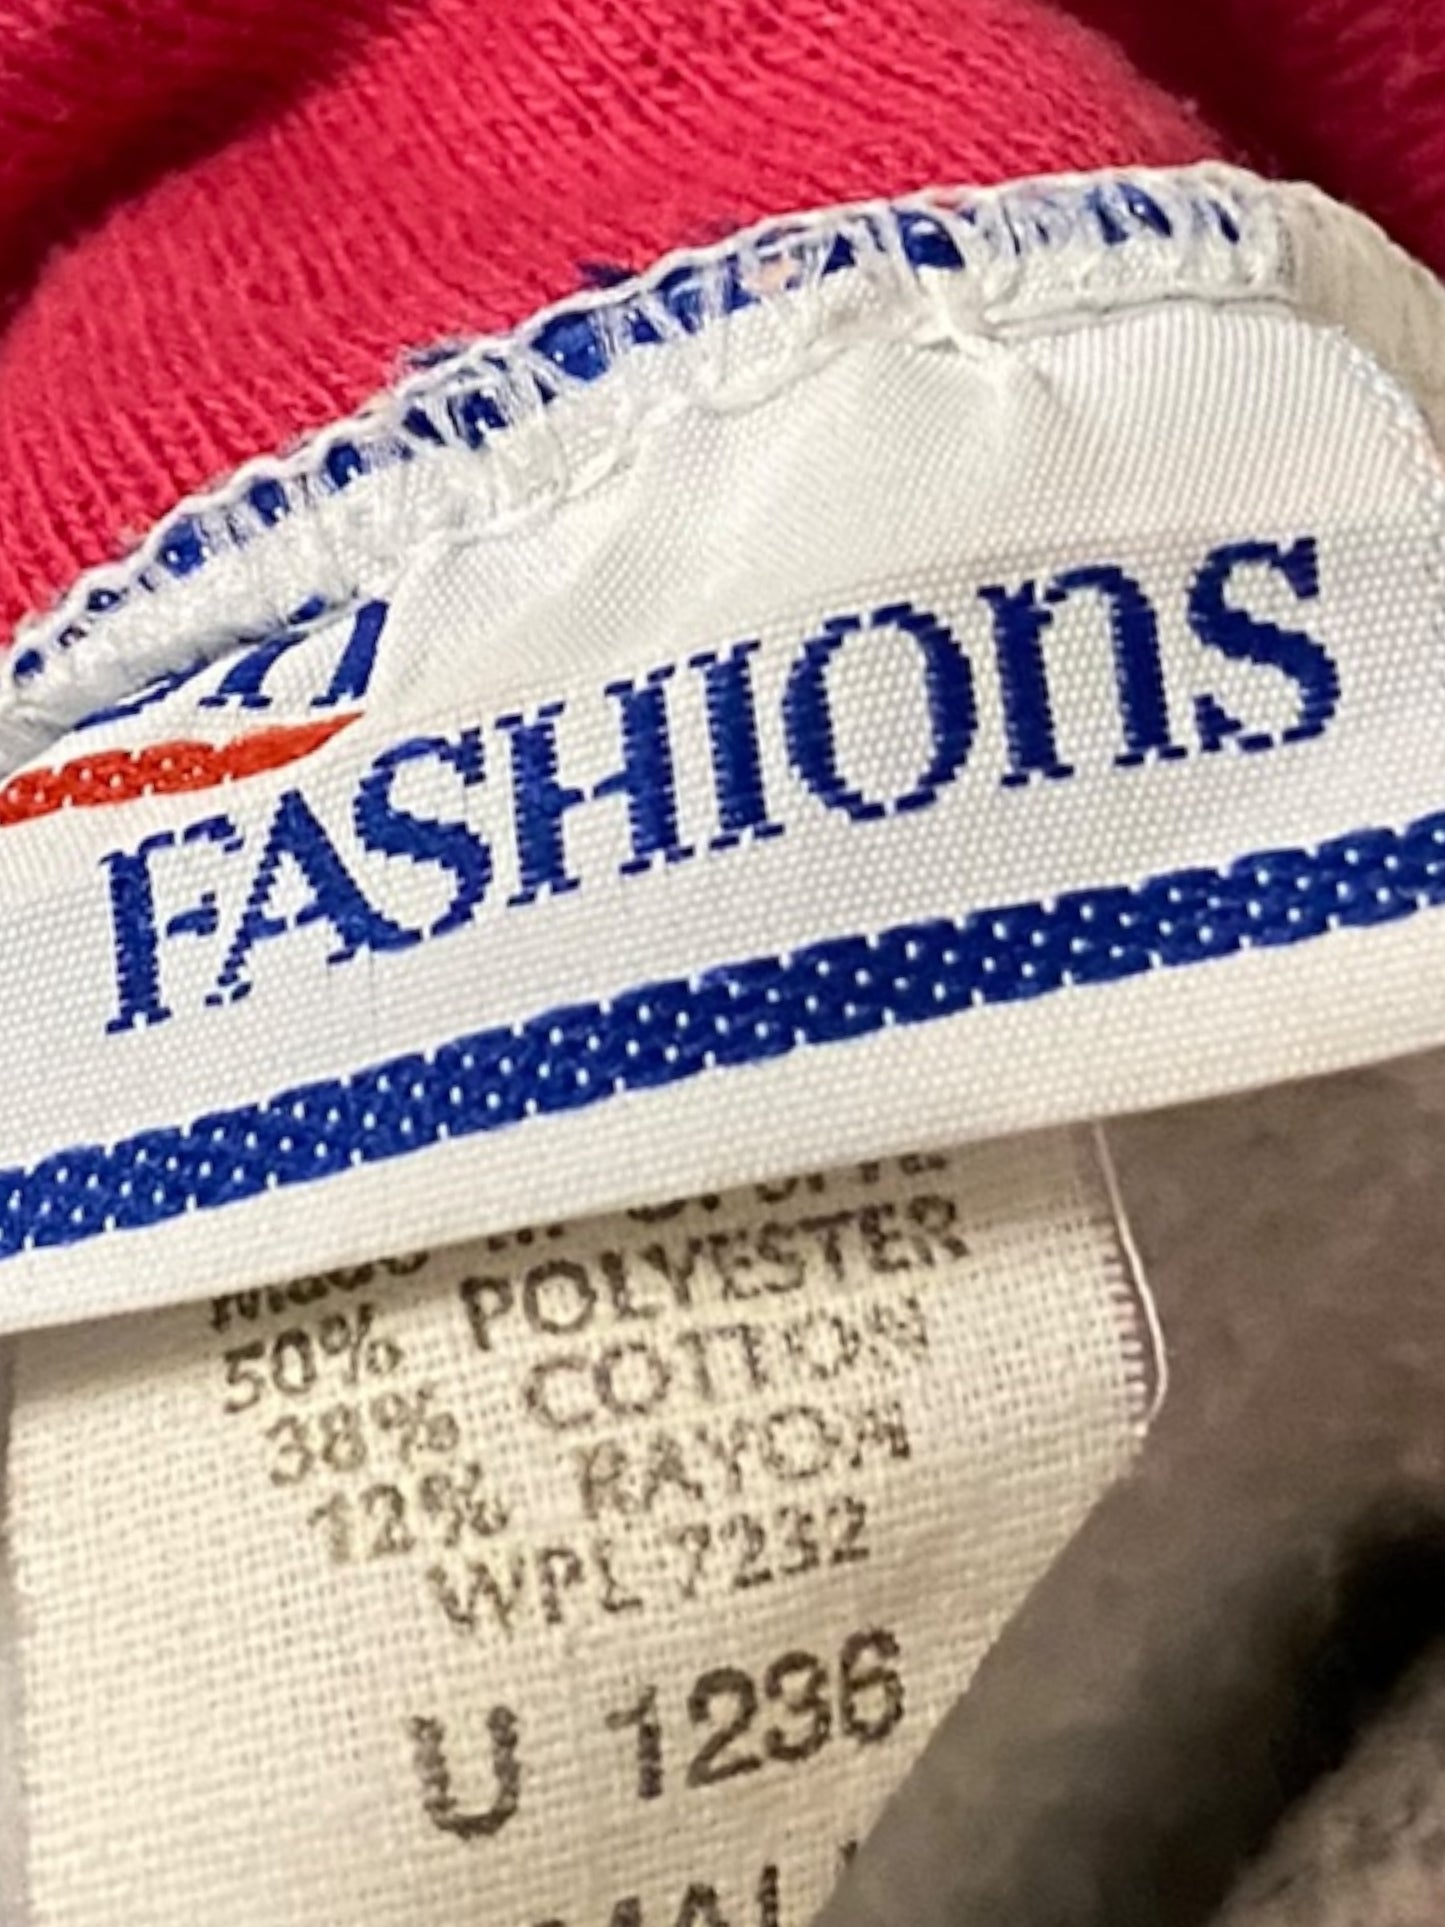 FASHIONS
50% POLYESTER
38% COTTON
12% RAYON
WPL 7232
U 1236